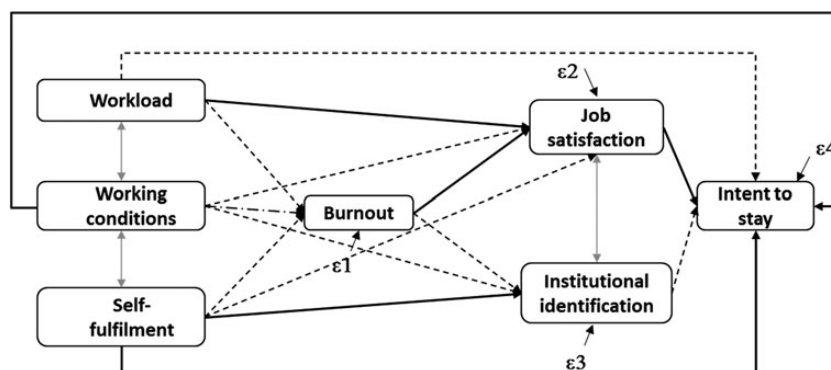 Workload
Working
conditions
Self-
fulfilment
Burnout
ε1
ε2
Job
satisfaction
Institutional
identification
ε3
ε4
Intent to
stay